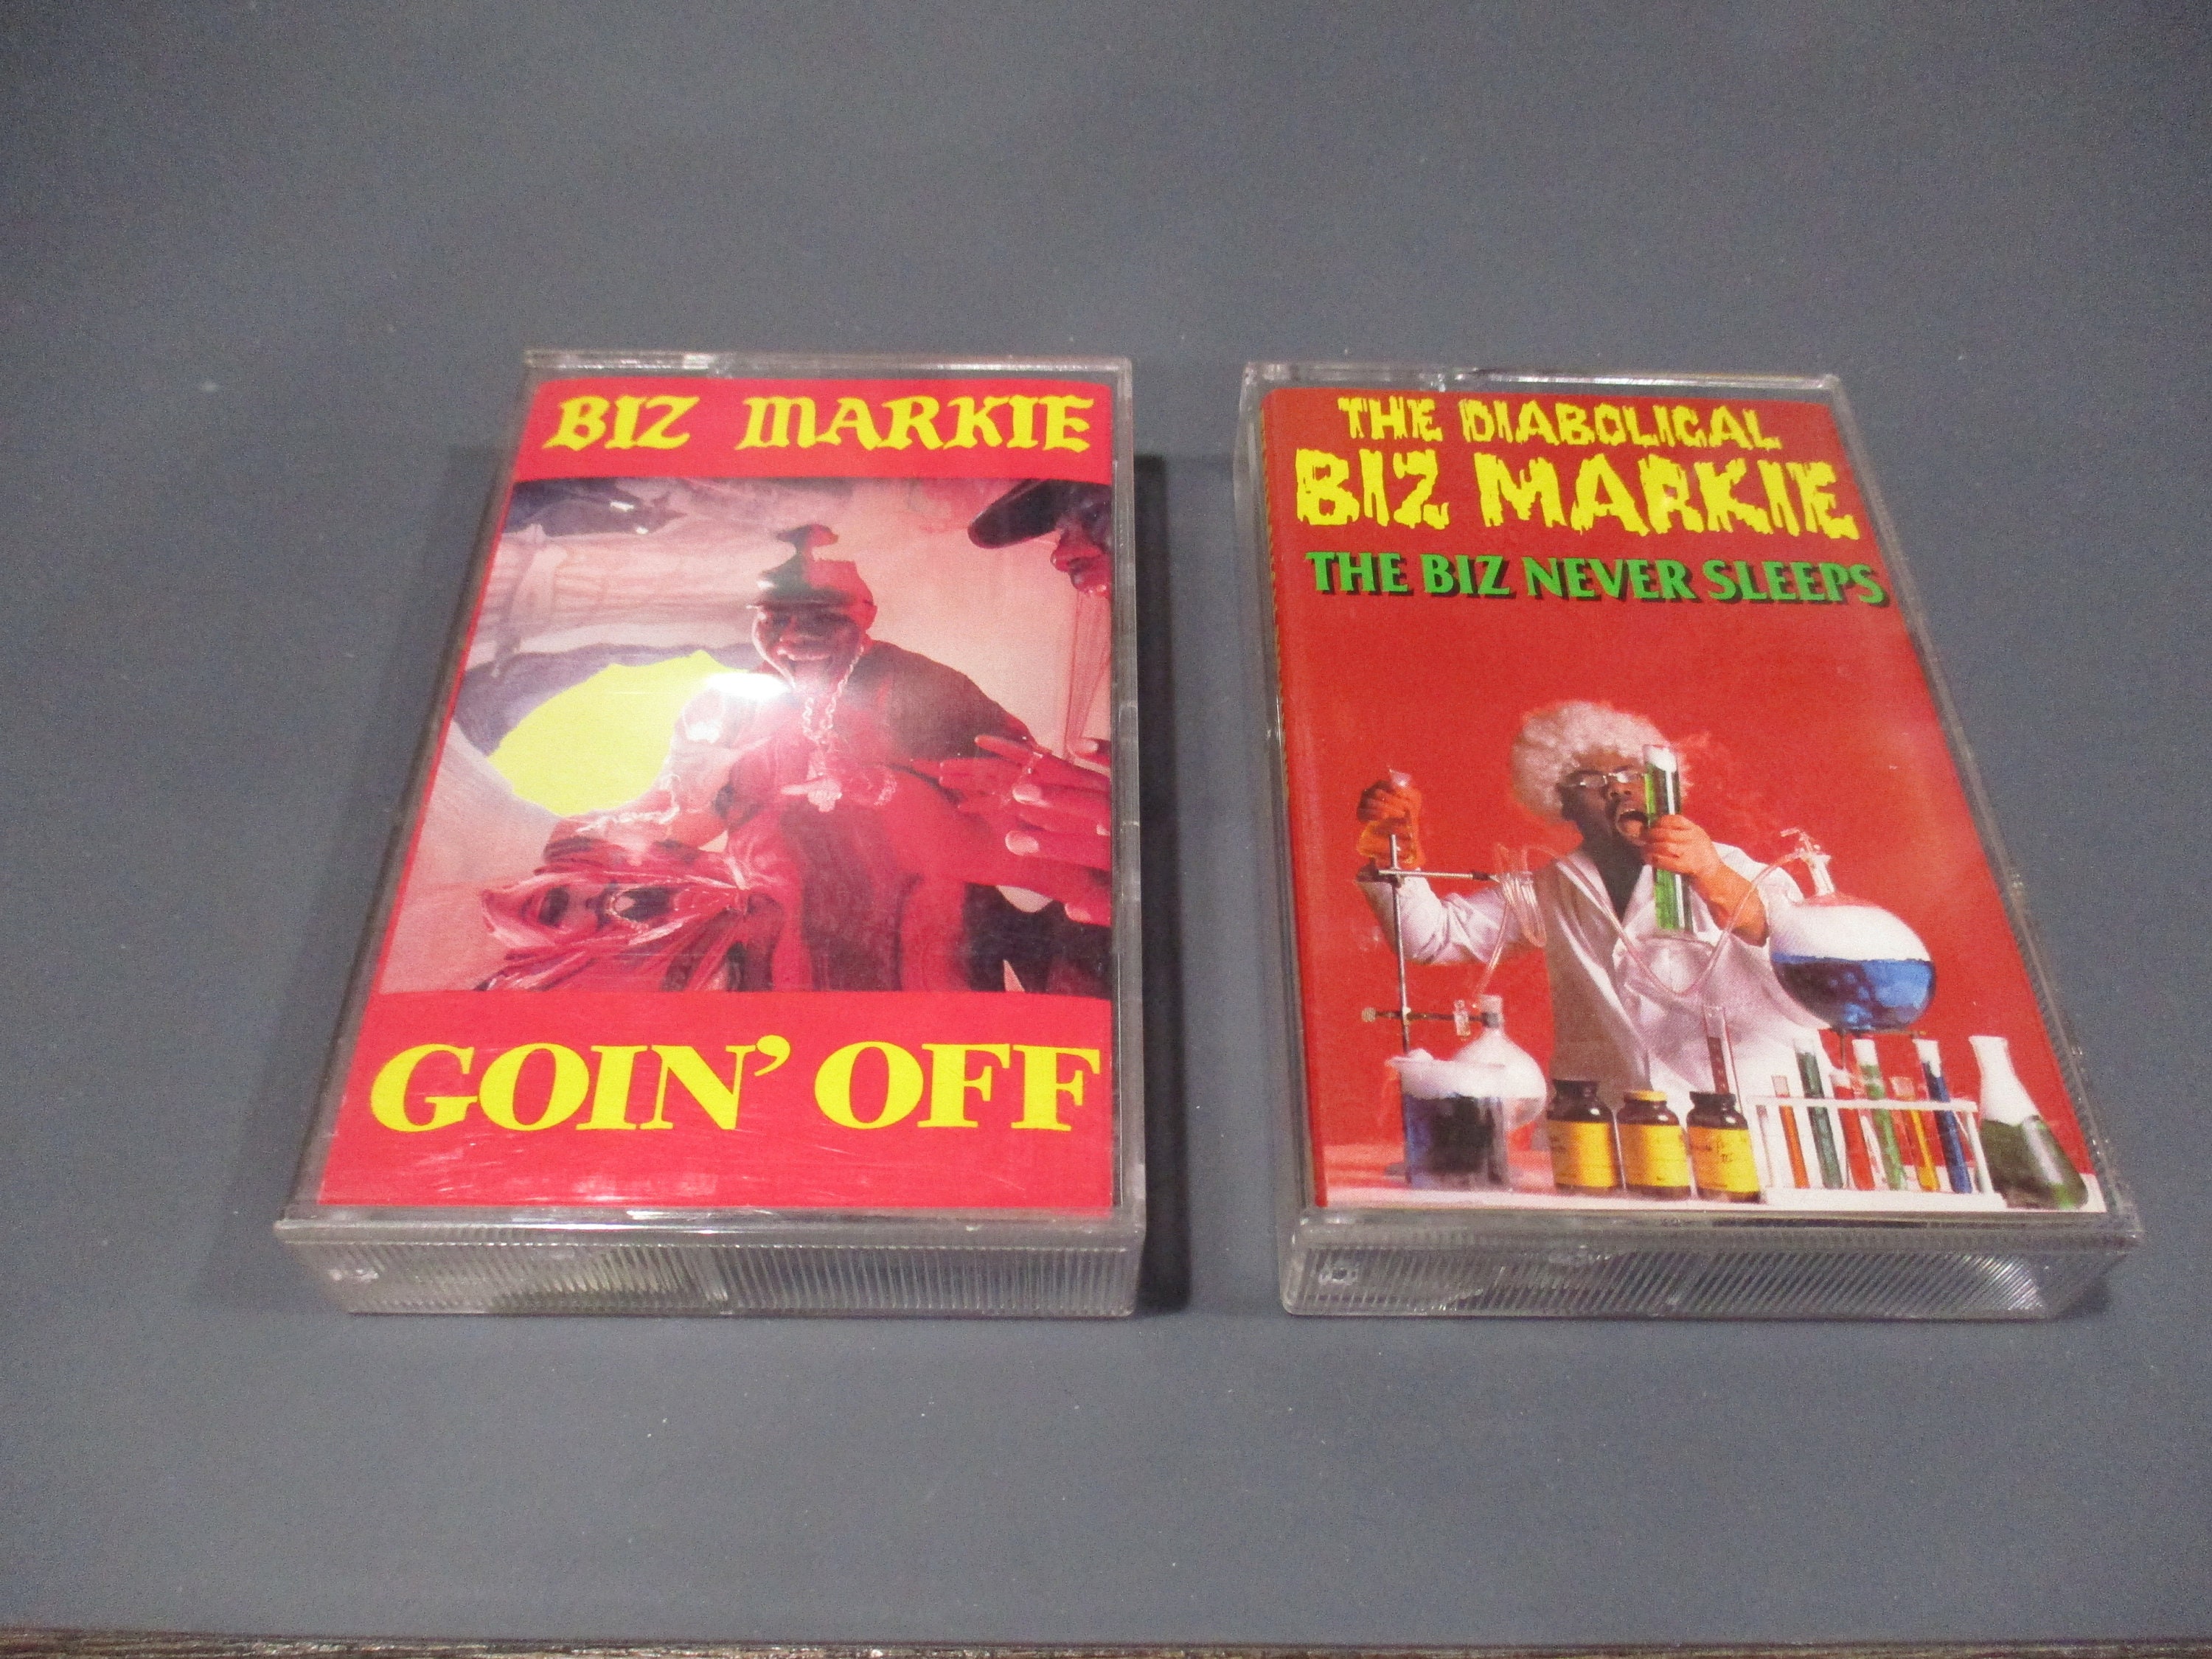 BIZ MARKIE
GOIN' OFF
THE DIABOLICAL
BIZ MARKIE
THE BIZ NEVER SLEEPS